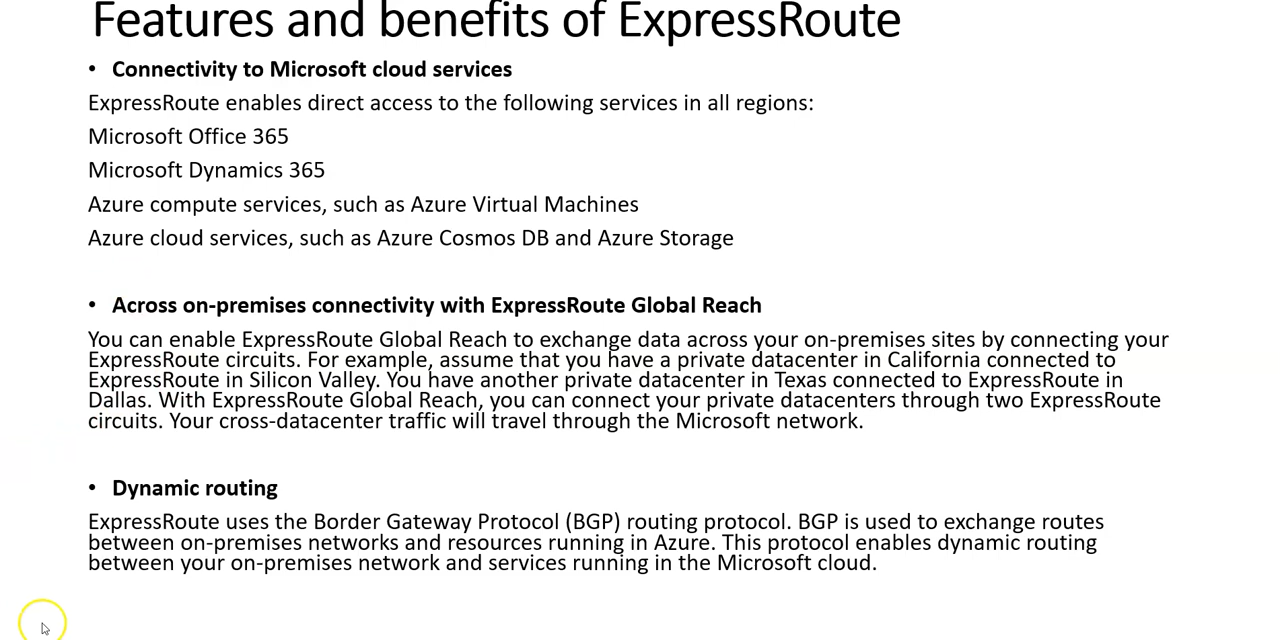 Features and benefits of ExpressRoute
• Connectivity to Microsoft cloud services
ExpressRoute enables direct access to the following services in all regions:
Microsoft Office 365
Microsoft Dynamics 365
Azure compute services, such as Azure Virtual Machines
Azure cloud services, such as Azure Cosmos DB and Azure Storage
• Across on-premises connectivity with ExpressRoute Global Reach
You can enable ExpressRoute Global Reach to exchange data across your on-premises sites by connecting your
ExpressRoute circuits. For example, assume that you have a private datacenter in California connected to
ExpressRoute in Silicon Valley. You have another private datacenter in Texas connected to ExpressRoute in
Dallas. With ExpressRoute Global Reach, you can connect your private datacenters through two ExpressRoute
circuits. Your cross-datacenter traffic will travel through the Microsoft network.
• Dynamic routing
ExpressRoute uses the Border Gateway Protocol (BGP) routing protocol. BGP is used to exchange routes
between on-premises networks and resources running in Azure. This protocol enables dynamic routing
between your on-premises network and services running in the Microsoft cloud.